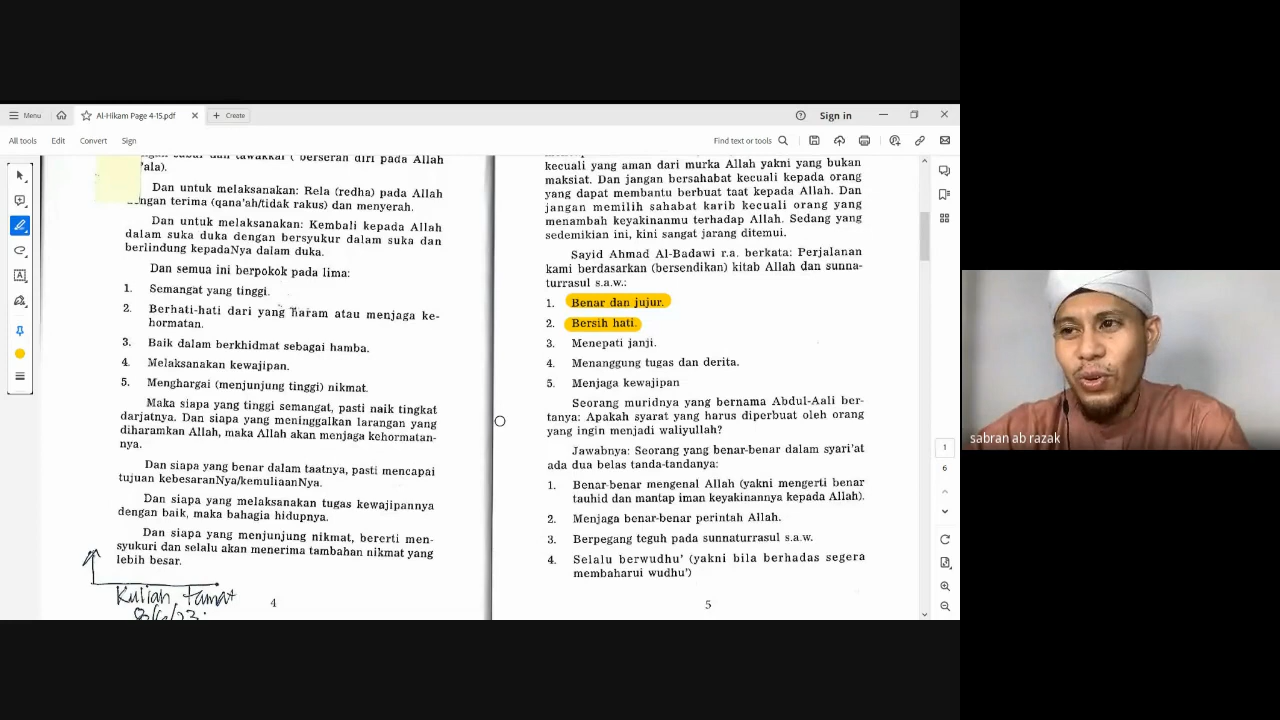 Menu
Al-Hikam Page 4-15.pdf
Create
Sign in
All tools
Edit
Convert
Sign
Find text or tools
sabar dan tawakkal ( berserah diri pada Allah
'ala).
Dan untuk melaksanakan: Rela (redha) pada Allah
dengan terima (qana'ah/tidak rakus) dan menyerah.
Dan untuk melaksanakan: Kembali kepada Allah
dalam suka duka dengan bersyukur dalam suka dan
berlindung kepadaNya dalam duka.
Dan semua ini berpokok pada lima:
1. Semangat yang tinggi.
2. Berhati-hati dari yang haram atau menjaga ke-
hormatan.
3. Baik dalam berkhidmat sebagai hamba.
4. Melaksanakan kewajipan.
5. Menghargai (menjunjung tinggi) nikmat.
Maka siapa yang tinggi semangat, pasti naik tingkat
darjatnya. Dan siapa yang meninggalkan larangan yang
diharamkan Allah, maka Allah akan menjaga kehormatan-
nya.
Dan siapa yang benar dalam taatnya, pasti mencapai
tujuan kebesaranNya/kemuliaanNya.
Dan siapa yang melaksanakan tugas kewajipannya
dengan baik, maka bahagia hidupnya.
Dan siapa yang menjunjung nikmat, bererti men-
syukuri dan selalu akan menerima tambahan nikmat yang
lebih besar.
Kuliah tamat
4
kecuali yang aman dari murka Allah yakni yang bukan
maksiat. Dan jangan bersahabat kecuali kepada orang
yang dapat membantu berbuat taat kepada Allah. Dan
jangan memilih sahabat karib kecuali orang yang
menambah keyakinanmu terhadap Allah. Sedang yang
sedemikian ini, kini sangat jarang ditemui.
Sayid Ahmad Al-Badawi r.a. berkata: Perjalanan
kami berdasarkan (bersendikan) kitab Allah dan sunna-
turrasul s.a.w.:
1. Benar dan jujur.
2. Bersih hati.
3. Menepati janji.
4. Menanggung tugas dan derita.
5. Menjaga kewajipan
Seorang muridnya yang bernama Abdul-Aali ber-
tanya: Apakah syarat yang harus diperbuat oleh orang
yang ingin menjadi waliyullah?
Jawabnya: Seorang yang benar-benar dalam syari'at
ada dua belas tanda-tandanya:
1. Benar-benar mengenal Allah (yakni mengerti benar
tauhid dan mantap iman keyakinannya kepada Allah).
2. Menjaga benar-benar perintah Allah.
3. Berpegang teguh pada sunnaturrasul s.a.w.
4. Selalu berwudhu' (yakni bila berhadas segera
membaharui wudhu')
5
1
6
sabran ab razak